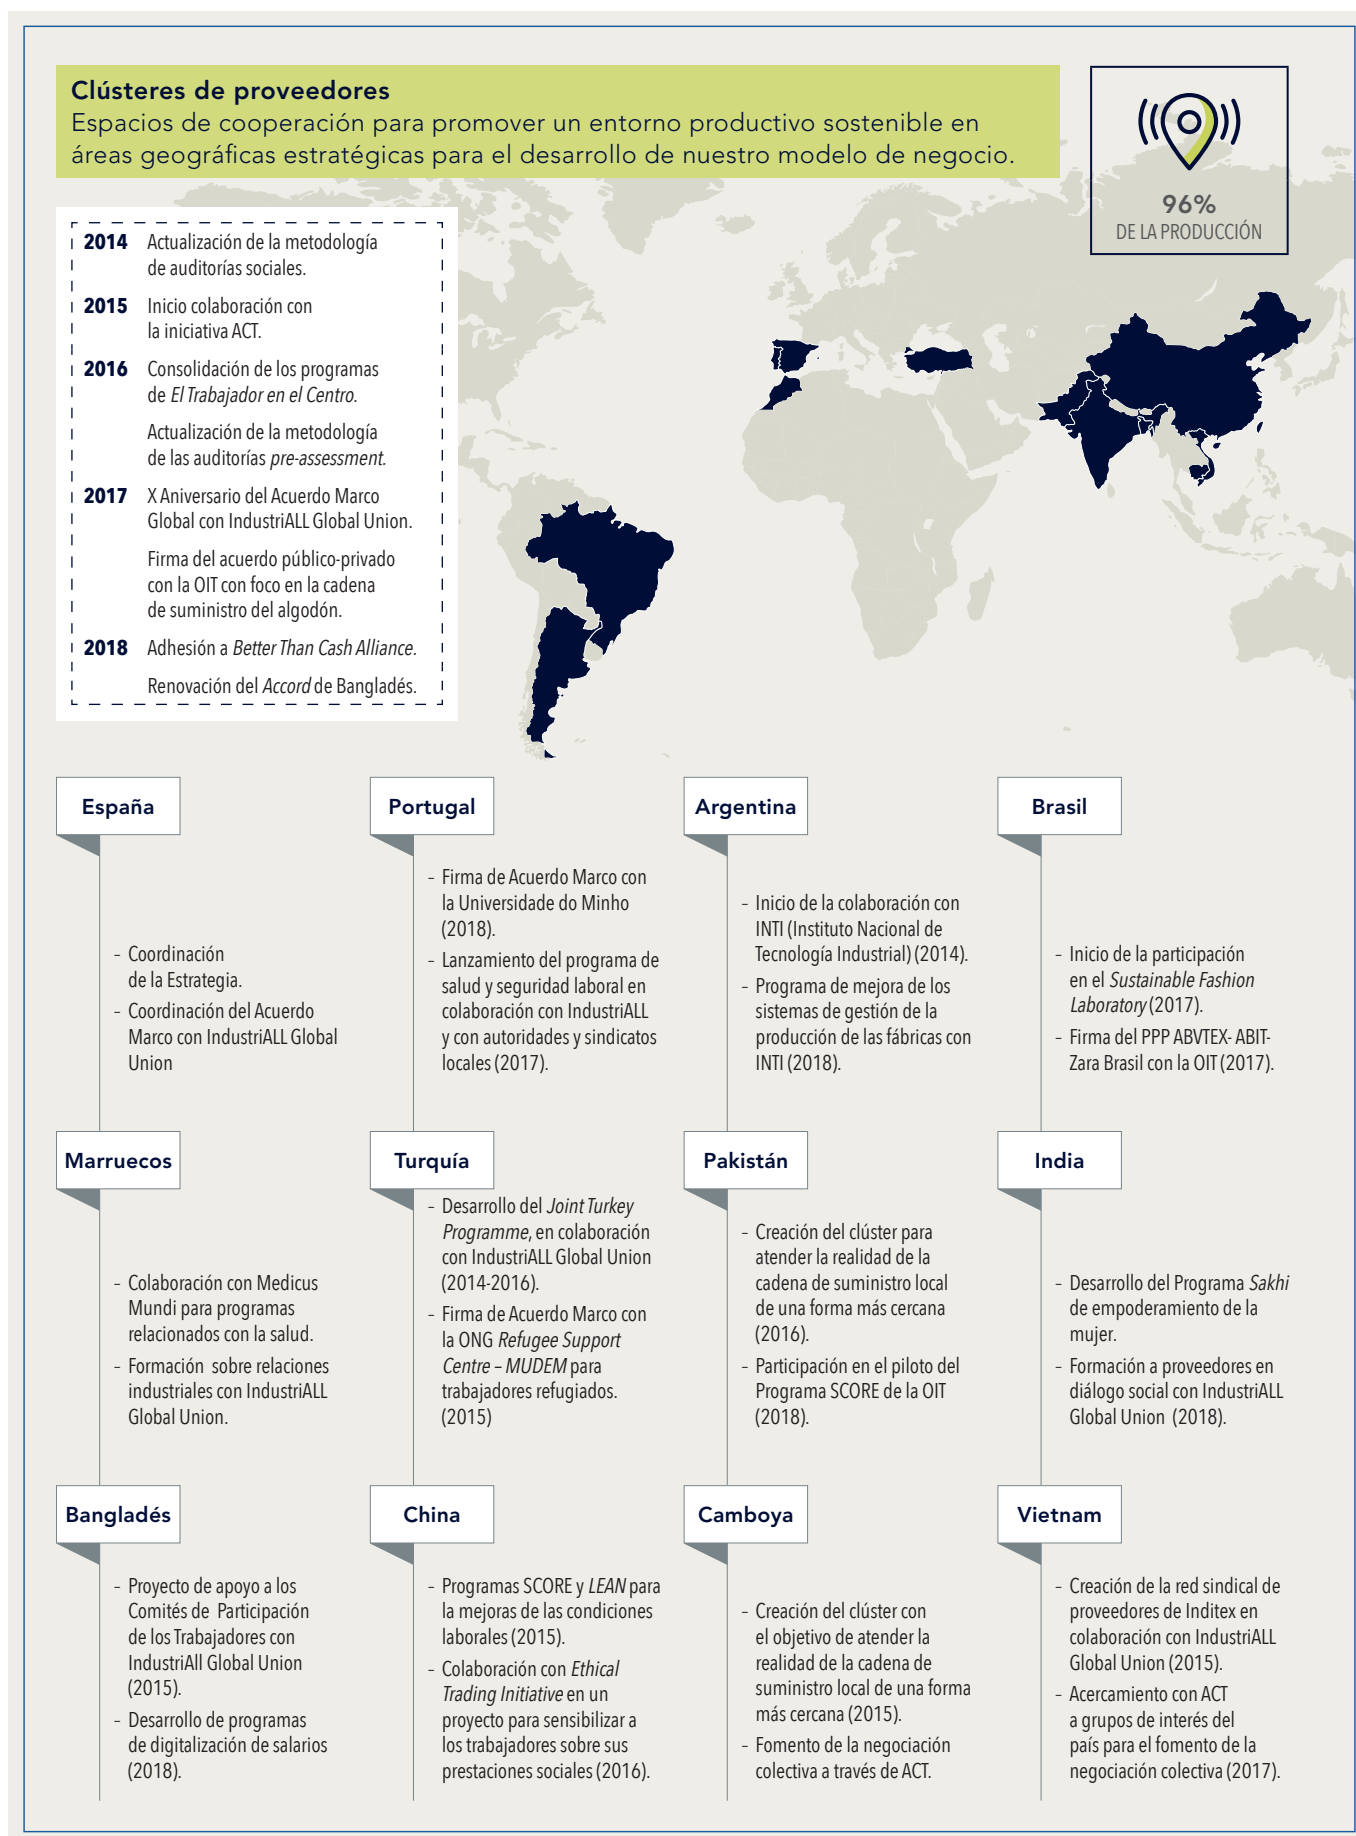 Clústeres de proveedores
Espacios de cooperación para promover un entorno productivo sostenible en
áreas geográficas estratégicas para el desarrollo de nuestro modelo de negocio.
96%
DE LA PRODUCCIÓN
2014 Actualización de la metodología
de auditorías sociales.
2015 Inicio colaboración con
la iniciativa ACT.
2016 Consolidación de los programas
de El Trabajador en el Centro.
Actualización de la metodología
de las auditorías pre-assessment.
2017 X Aniversario del Acuerdo Marco
Global con IndustriALL Global Union.
Firma del acuerdo público-privado
con la OIT con foco en la cadena
de suministro del algodón.
2018 Adhesión a Better Than Cash Alliance.
Renovación del Accord de Bangladés.
España
– Coordinación
de la Estrategia.
– Coordinación del Acuerdo
Marco con IndustriALL Global
Union
Portugal
– Firma de Acuerdo Marco con
la Universidade do Minho
(2018).
– Lanzamiento del programa de
salud y seguridad laboral en
colaboración con IndustriALL
y con autoridades y sindicatos
locales (2017).
Argentina
– Inicio de la colaboración con
INTI (Instituto Nacional de
Tecnología Industrial) (2014).
– Programa de mejora de los
sistemas de gestión de la
producción de las fábricas con
INTI (2018).
Brasil
– Inicio de la participación
en el Sustainable Fashion
Laboratory (2017).
– Firma del PPP ABVTEX- ABIT-
Zara Brasil con la OIT (2017).
Marruecos
– Colaboración con Medicus
Mundi para programas
relacionados con la salud.
– Formación sobre relaciones
industriales con IndustriALL
Global Union.
Turquía
– Desarrollo del Joint Turkey
Programme, en colaboración
con IndustriALL Global Union
(2014-2016).
– Firma de Acuerdo Marco con
la ONG Refugee Support
Centre – MUDEM para
trabajadores refugiados.
(2015)
Pakistán
– Creación del clúster para
atender la realidad de la
cadena de suministro local
de una forma más cercana
(2016).
– Participación en el piloto del
Programa SCORE de la OIT
(2018).
India
– Desarrollo del Programa Sakhi
de empoderamiento de la
mujer.
– Formación a proveedores en
diálogo social con IndustriALL
Global Union (2018).
Bangladés
– Proyecto de apoyo a los
Comités de Participación
de los Trabajadores con
IndustriAll Global Union
(2015).
– Desarrollo de programas
de digitalización de salarios
(2018).
China
– Programas SCORE y LEAN para
la mejoras de las condiciones
laborales (2015).
– Colaboración con Ethical
Trading Initiative en un
proyecto para sensibilizar a
los trabajadores sobre sus
prestaciones sociales (2016).
Camboya
– Creación del clúster con
el objetivo de atender la
realidad de la cadena de
suministro local de una forma
más cercana (2015).
– Fomento de la negociación
colectiva a través de ACT.
Vietnam
– Creación de la red sindical de
proveedores de Inditex en
colaboración con IndustriALL
Global Union (2015).
– Acercamiento con ACT
a grupos de interés del
país para el fomento de la
negociación colectiva (2017).